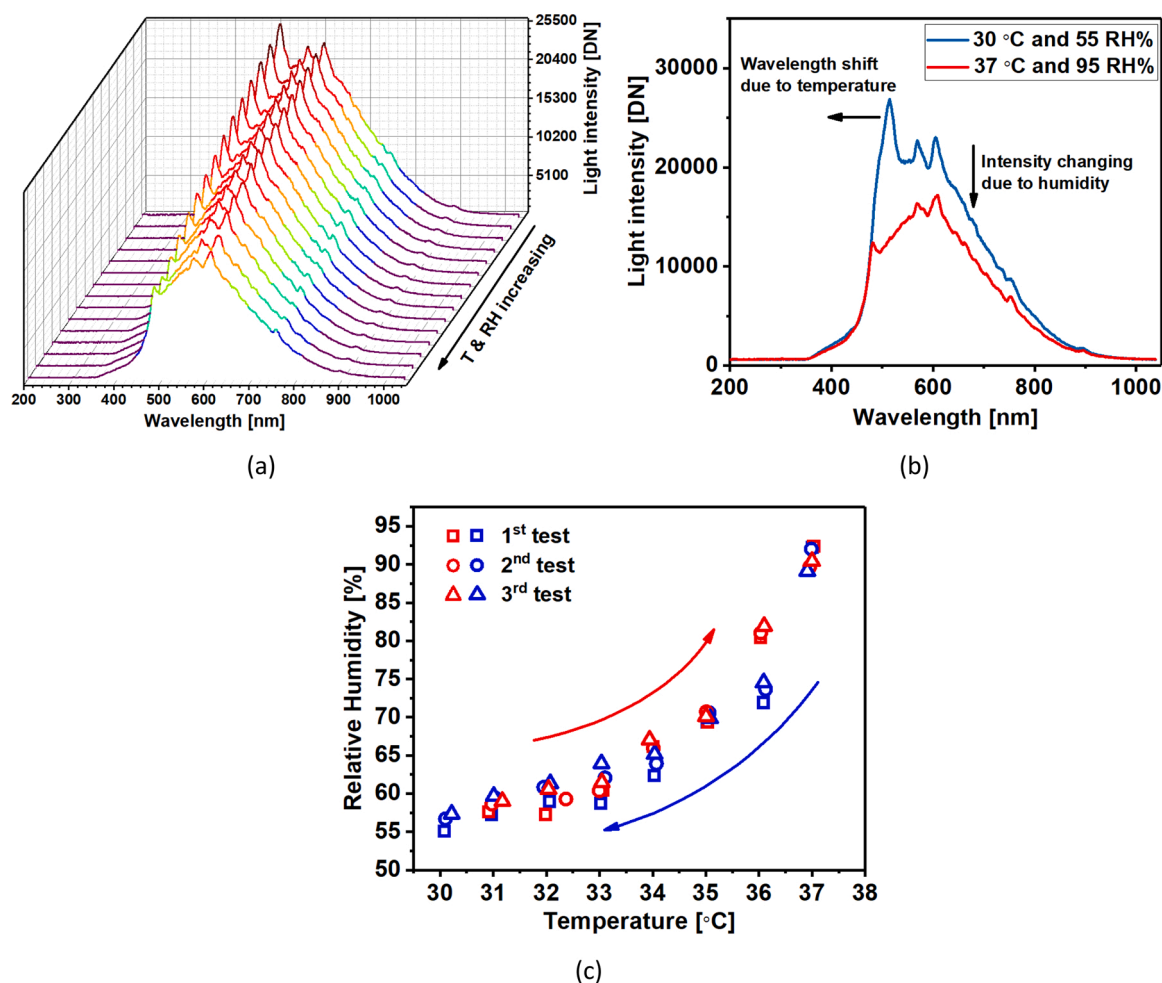 25500
20400
15300
10200
5100
Light intensity [DN]
T & RH increasing
200 300 400 500 600 700 800 900 1000
Wavelength [nm]
(a)
30 °C and 55 RH%
37 °C and 95 RH%
Wavelength shift
due to temperature
Intensity changing
due to humidity
30000
20000
10000
0
Light intensity [DN]
200 400 600 800 1000
Wavelength [nm]
(b)
1st test
2nd test
3rd test
95
90
85
80
75
70
65
60
55
50
Relative Humidity [%]
30 31 32 33 34 35 36 37 38
Temperature [°C]
(c)